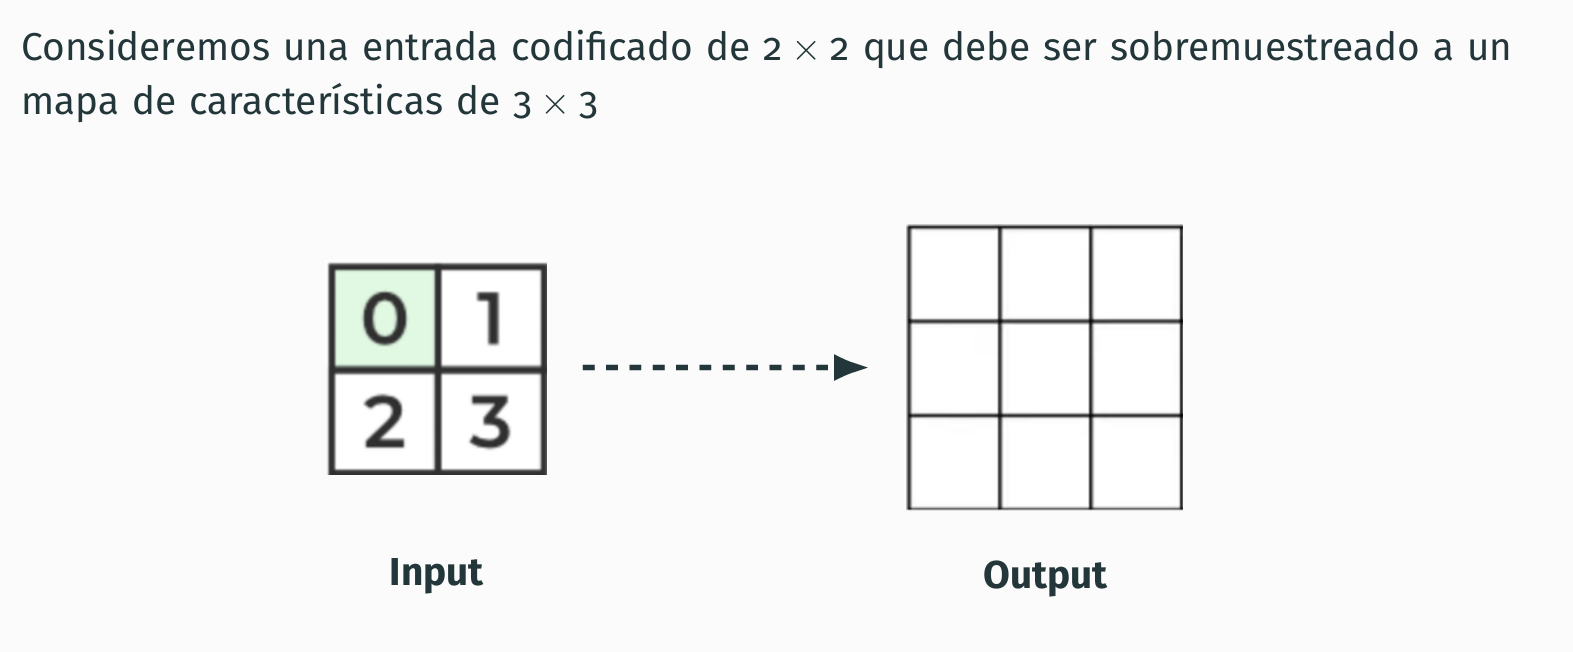 Consideremos una entrada codificado de 2 × 2 que debe ser sobremuestreado a un
mapa de características de 3 × 3
0 1
2 3
Input
Output